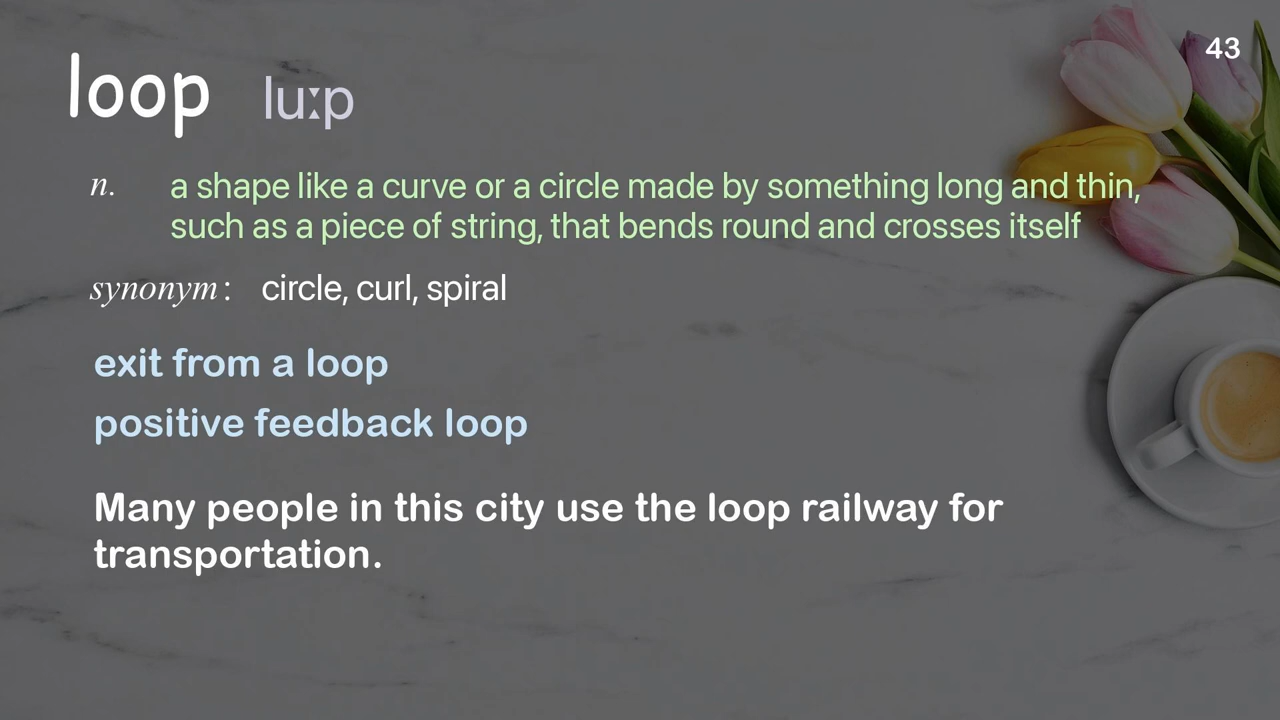 43
loop luːp
n. a shape like a curve or a circle made by something long and thin,
such as a piece of string, that bends round and crosses itself
synonym: circle, curl, spiral
exit from a loop
positive feedback loop
Many people in this city use the loop railway for
transportation.